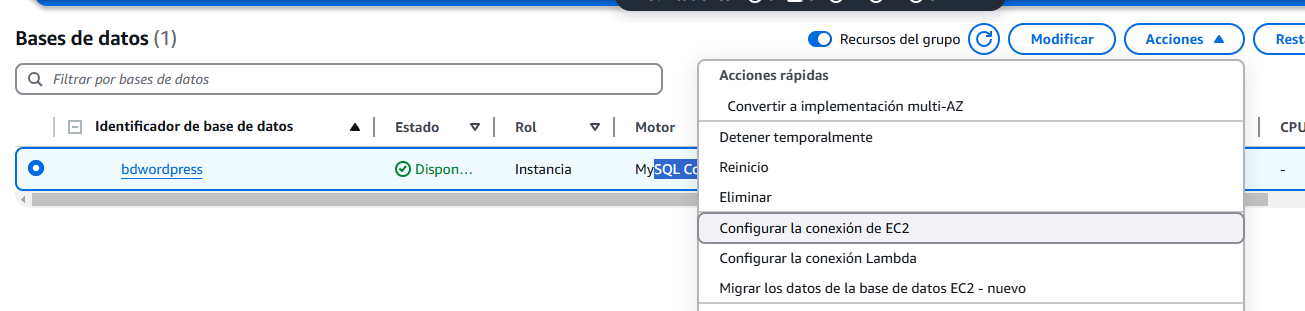 Bases de datos (1)
Recursos del grupo
Modificar
Acciones
Filtrar por bases de datos
Acciones rápidas
Convertir a implementación multi-AZ
Identificador de base de datos
Estado
Rol
Motor
CPU
Detener temporalmente
bdwordpress
Dispon...
Instancia
MySQL
-
Reinicio
Eliminar
Configurar la conexión de EC2
Configurar la conexión Lambda
Migrar los datos de la base de datos EC2 - nuevo